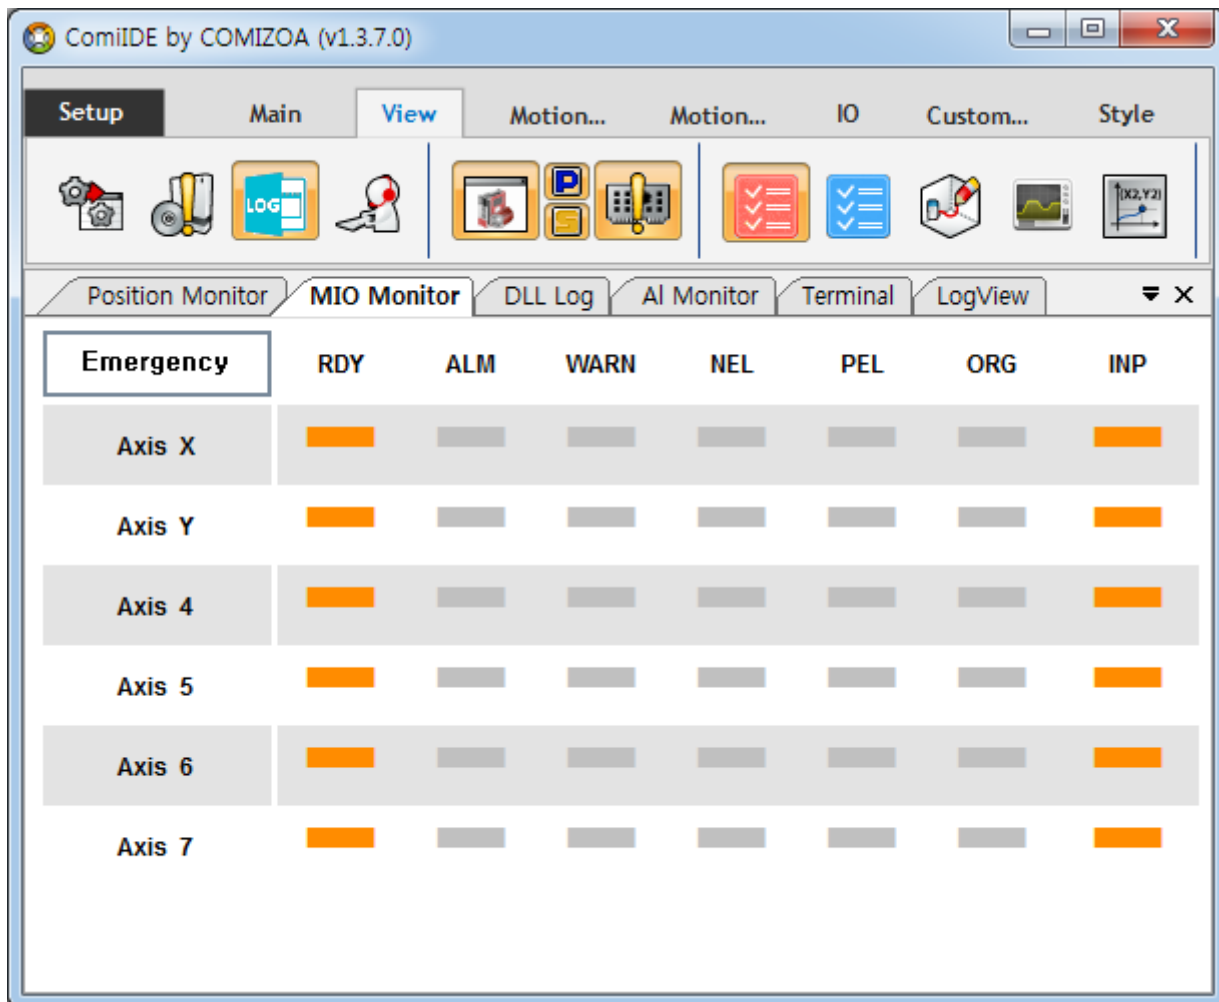 ComiIDE by COMIZOA (v1.3.7.0)
Setup Main View Motion... Motion... IO Custom... Style
LOG P S (X2,Y2)
Position Monitor MIO Monitor DLL Log AI Monitor Terminal LogView
Emergency RDY ALM WARN NEL PEL ORG INP
Axis X
Axis Y
Axis 4
Axis 5
Axis 6
Axis 7